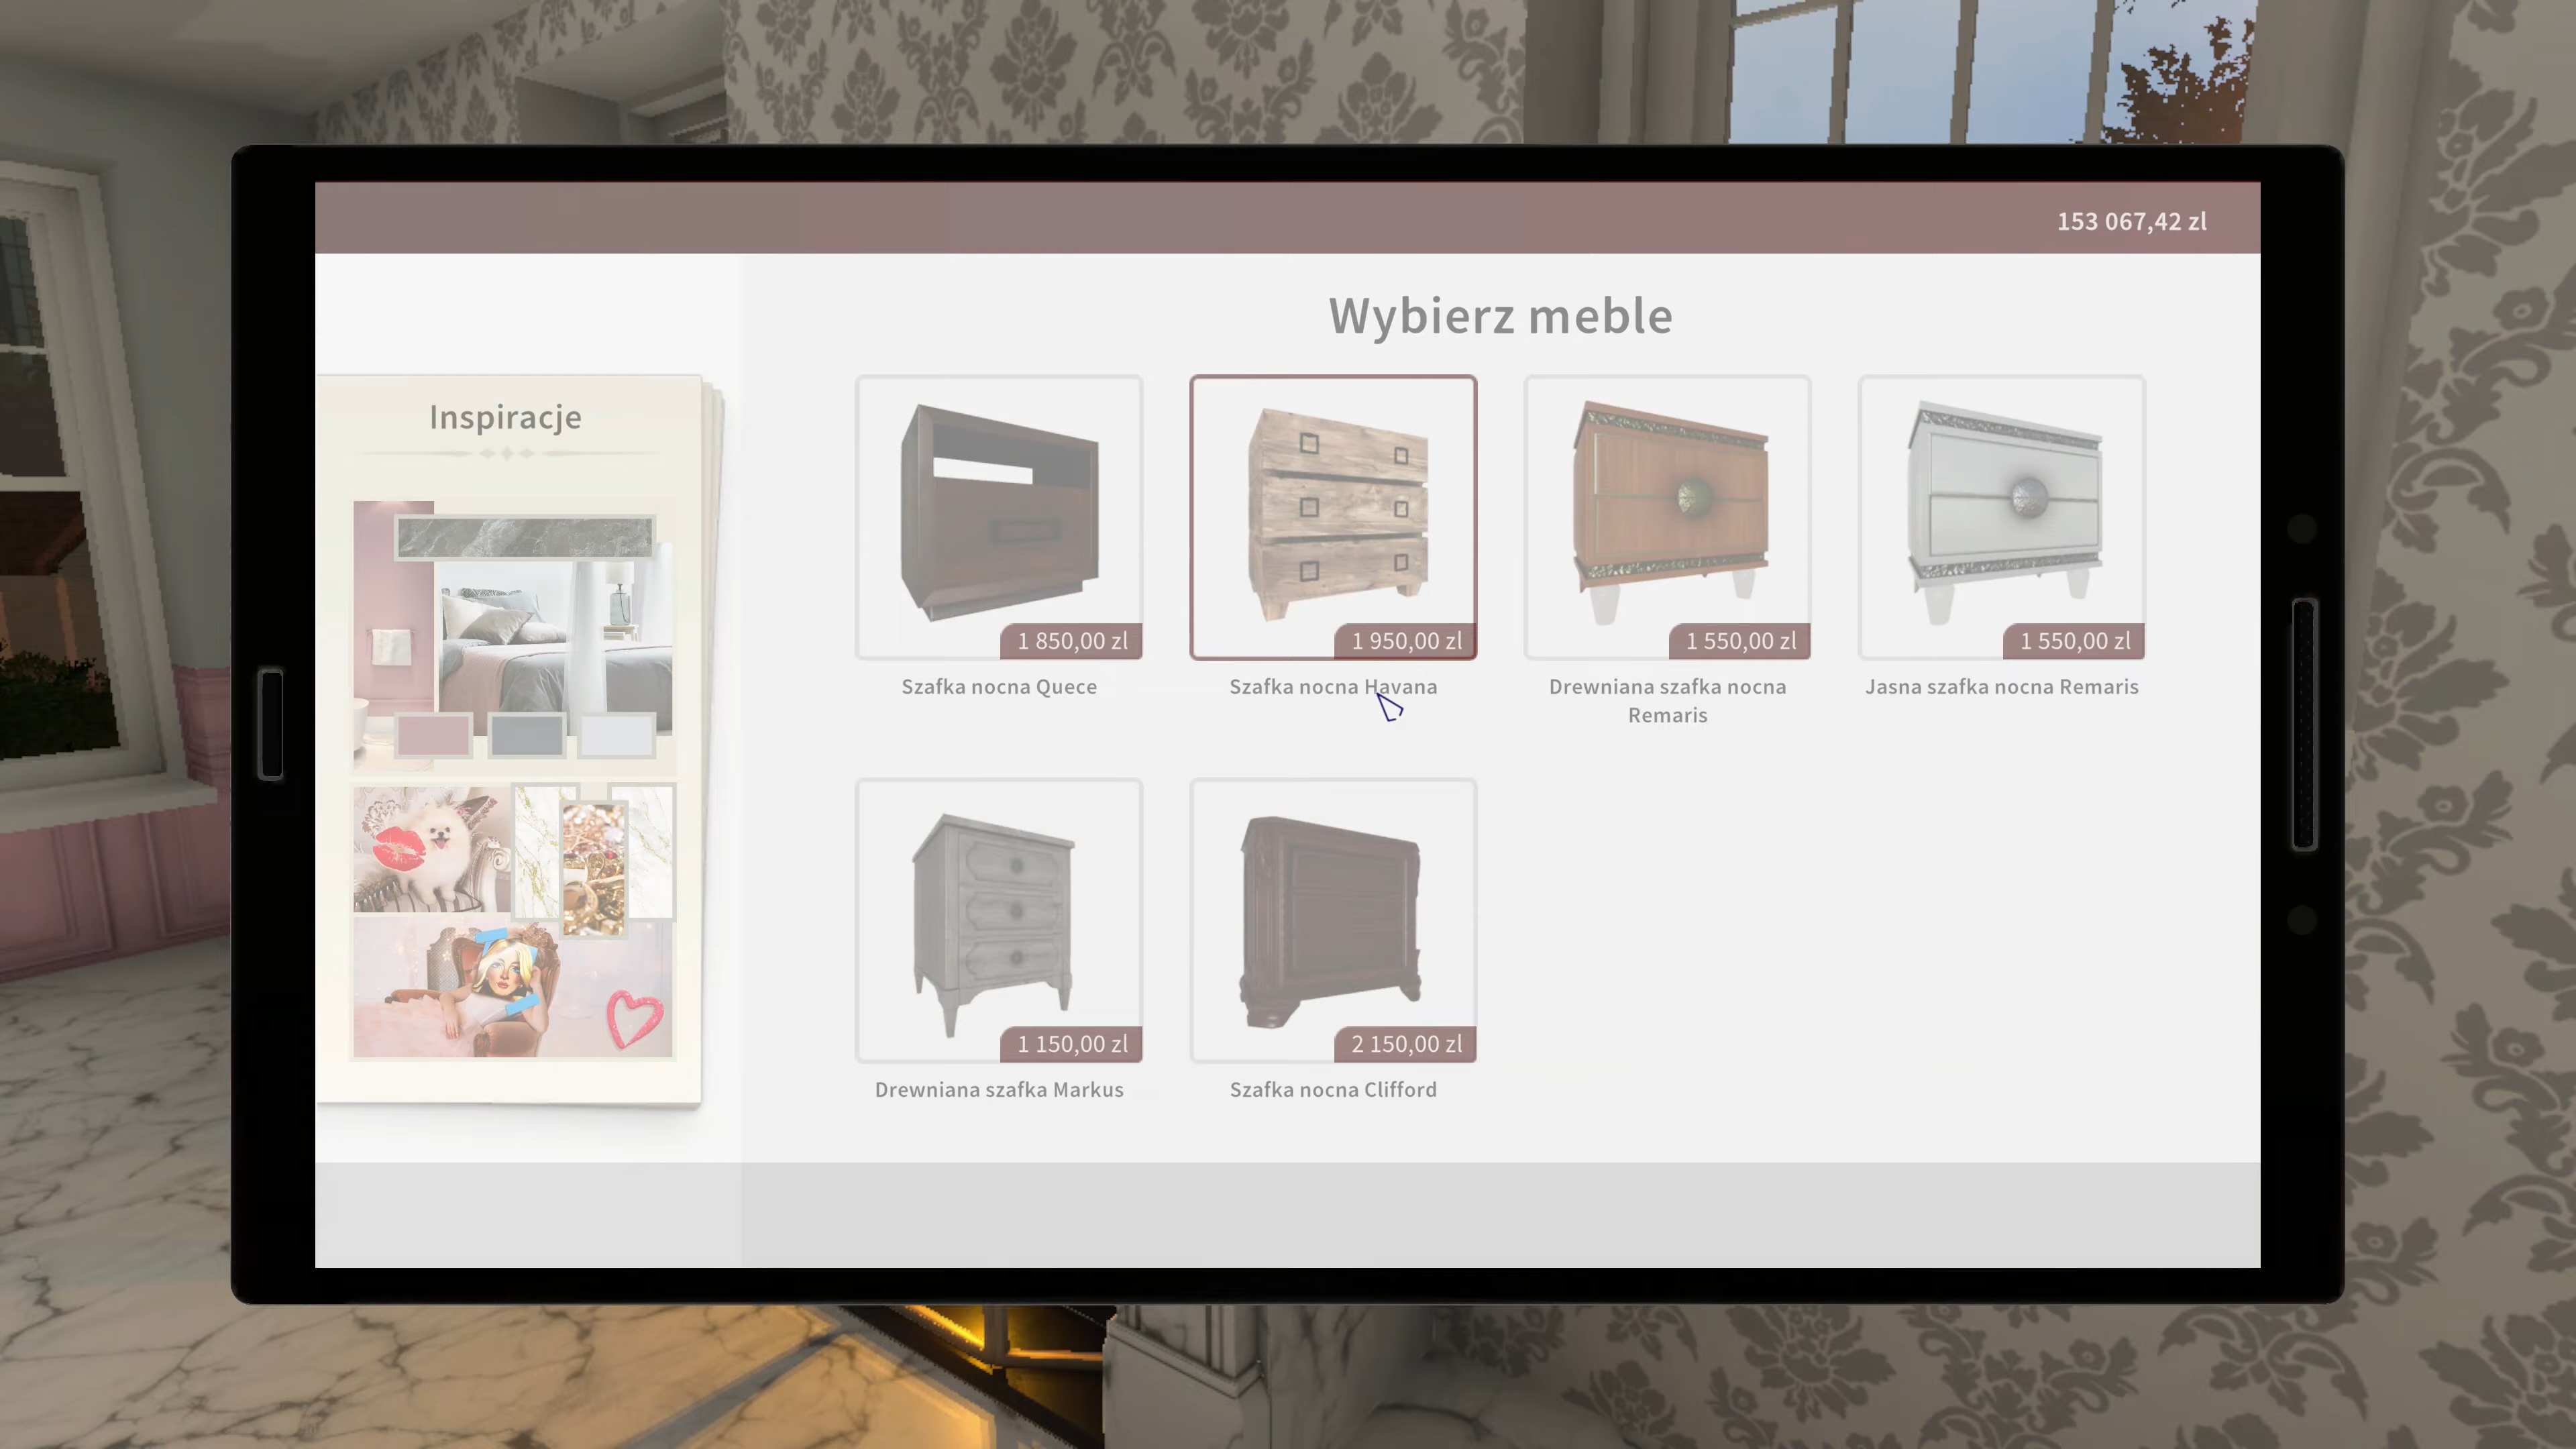 153 067,42 zl
Wybierz meble
Inspiracje
1 850,00 zl
1 950,00 zl
1 550,00 zl
1 550,00 zl
Szafka nocna Quece
Szafka nocna Havana
Drewniana szafka nocna
Remaris
Jasna szafka nocna Remaris
1 150,00 zl
2 150,00 zl
Drewniana szafka Markus
Szafka nocna Clifford